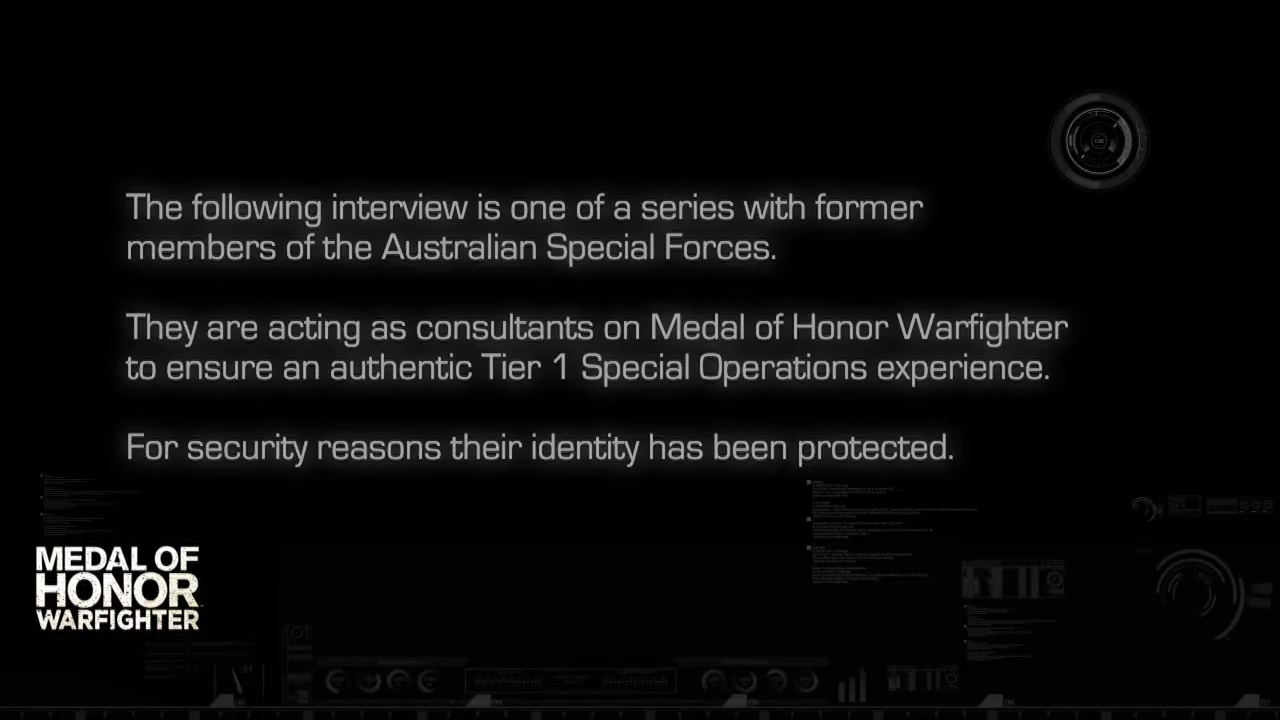 The following interview is one of a series with former
members of the Australian Special Forces.
They are acting as consultants on Medal of Honor Warfighter
to ensure an authentic Tier 1 Special Operations experience.
For security reasons their identity has been protected.
MEDAL OF
HONOR
WARFIGHTER